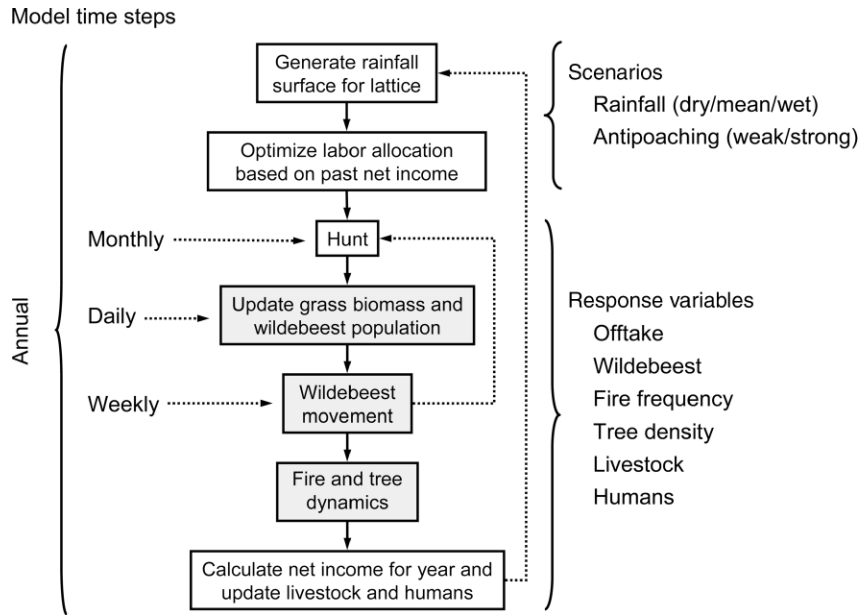 Model time steps
Generate rainfall
surface for lattice
Optimize labor allocation
based on past net income
Monthly
Hunt
Daily
Update grass biomass and
wildebeest population
Weekly
Wildebeest
movement
Fire and tree
dynamics
Calculate net income for year and
update livestock and humans
Annual
Scenarios
Rainfall (dry/mean/wet)
Antipoaching (weak/strong)
Response variables
Offtake
Wildebeest
Fire frequency
Tree density
Livestock
Humans